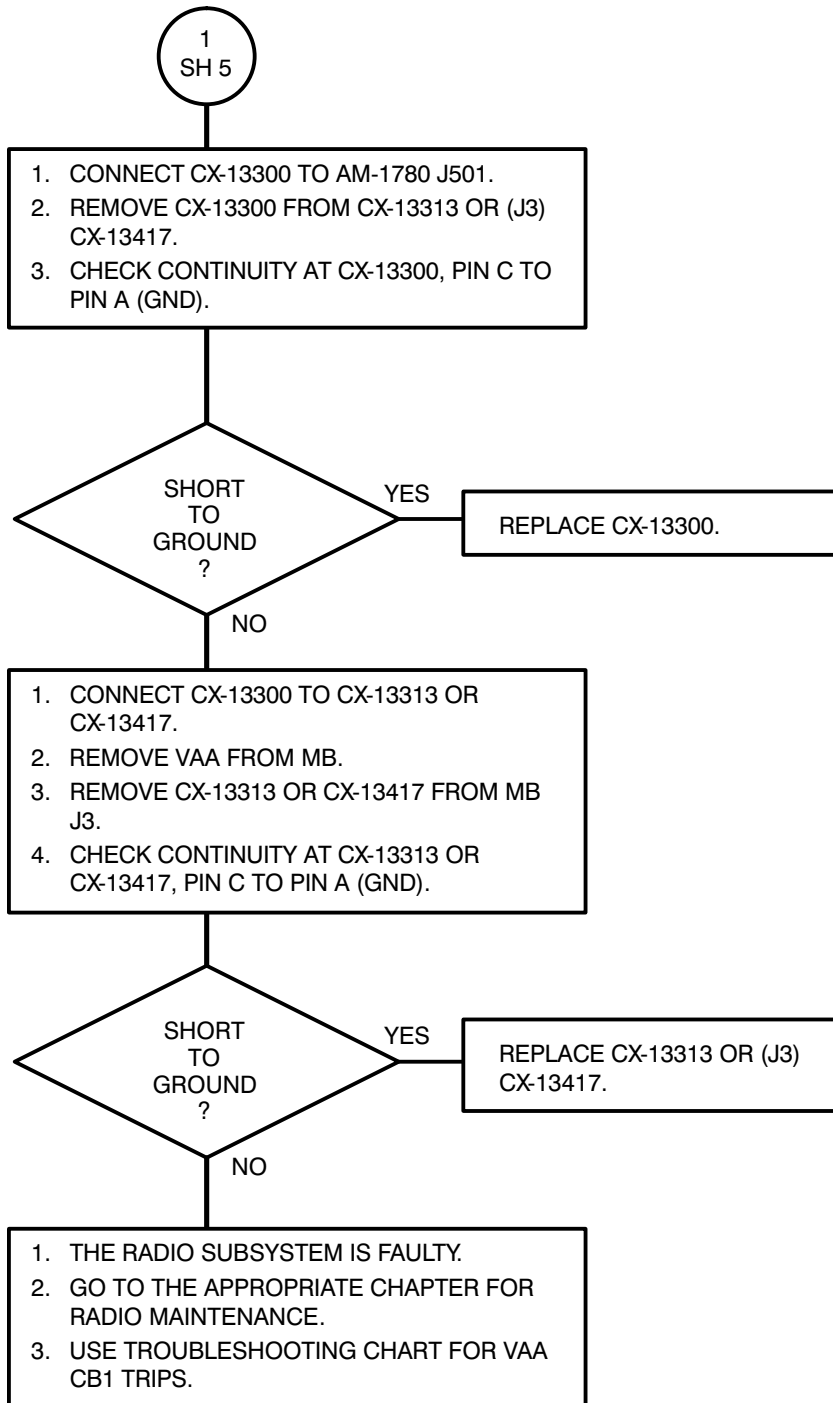 1
SH 5
1. CONNECT CX-13300 TO AM-1780 J501.
2. REMOVE CX-13300 FROM CX-13313 OR (J3)
CX-13417.
3. CHECK CONTINUITY AT CX-13300, PIN C TO
PIN A (GND).
SHORT
TO
GROUND
?
YES
REPLACE CX-13300.
NO
1. CONNECT CX-13300 TO CX-13313 OR
CX-13417.
2. REMOVE VAA FROM MB.
3. REMOVE CX-13313 OR CX-13417 FROM MB
J3.
4. CHECK CONTINUITY AT CX-13313 OR
CX-13417, PIN C TO PIN A (GND).
SHORT
TO
GROUND
?
YES
REPLACE CX-13313 OR (J3)
CX-13417.
NO
1. THE RADIO SUBSYSTEM IS FAULTY.
2. GO TO THE APPROPRIATE CHAPTER FOR
RADIO MAINTENANCE.
3. USE TROUBLESHOOTING CHART FOR VAA
CB1 TRIPS.